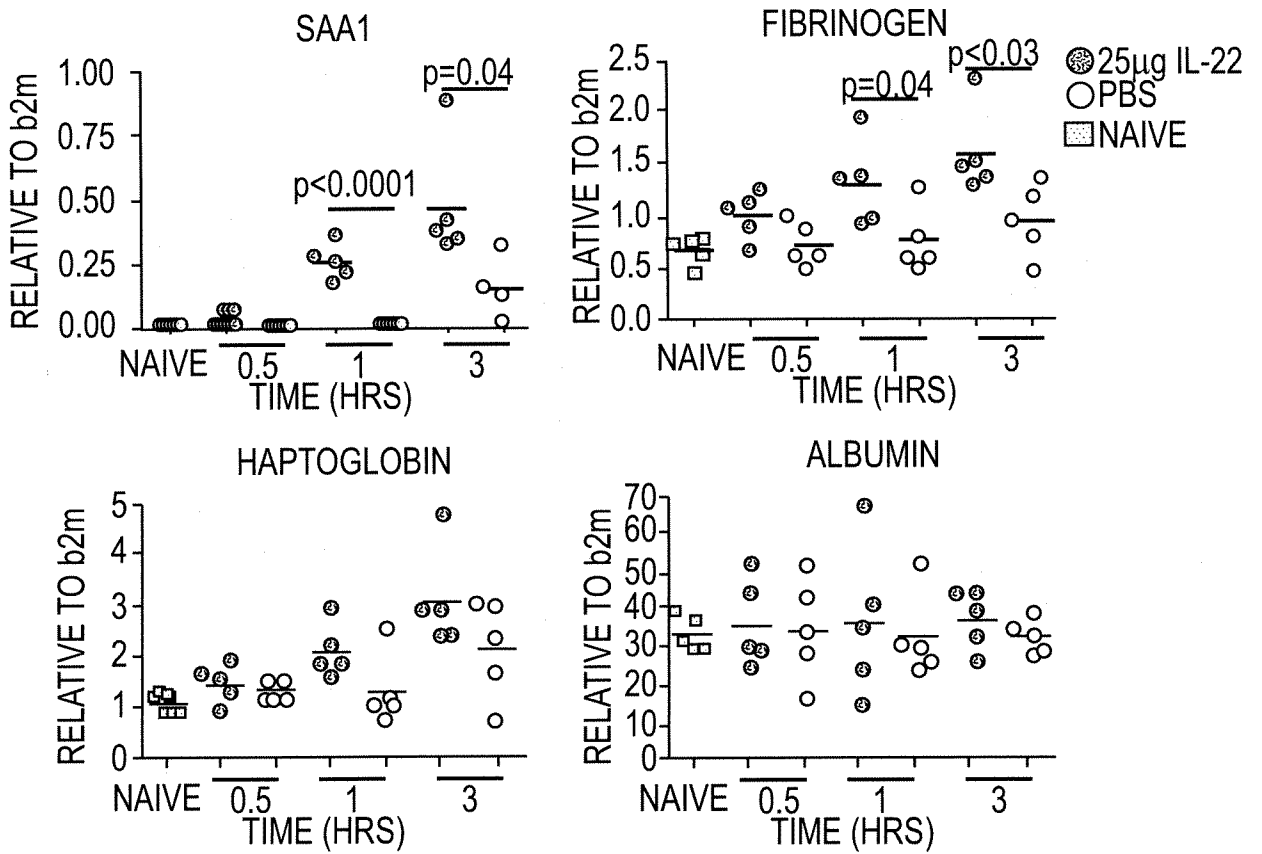 SAA1
RELATIVE TO b2m
1.00
0.75
0.50
0.25
0.00
p<0.0001
p=0.04
NAIVE 0.5 1 3
TIME (HRS)
FIBRINOGEN
RELATIVE TO b2m
2.5
2.0
1.5
1.0
0.5
0.0
p=0.04
p<0.03
NAIVE 0.5 1 3
TIME (HRS)
25µg IL-22
PBS
NAIVE
HAPTOGLOBIN
RELATIVE TO b2m
5
4
3
2
1
0
NAIVE 0.5 1 3
TIME (HRS)
ALBUMIN
RELATIVE TO b2m
70
60
50
40
30
20
10
0
NAIVE 0.5 1 3
TIME (HRS)